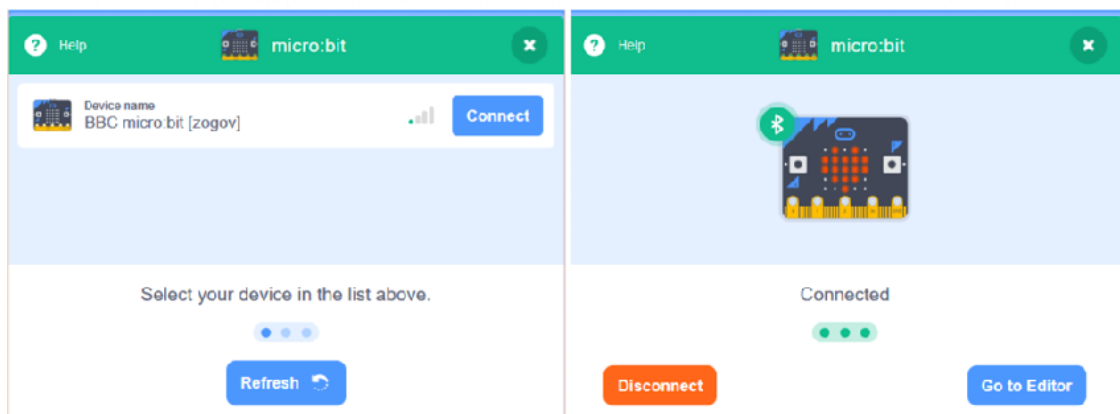 Help
micro:bit
Device name
BBC micro:bit [zogov]
Connect
Select your device in the list above.
Refresh
Help
micro:bit
Connected
Disconnect
Go to Editor